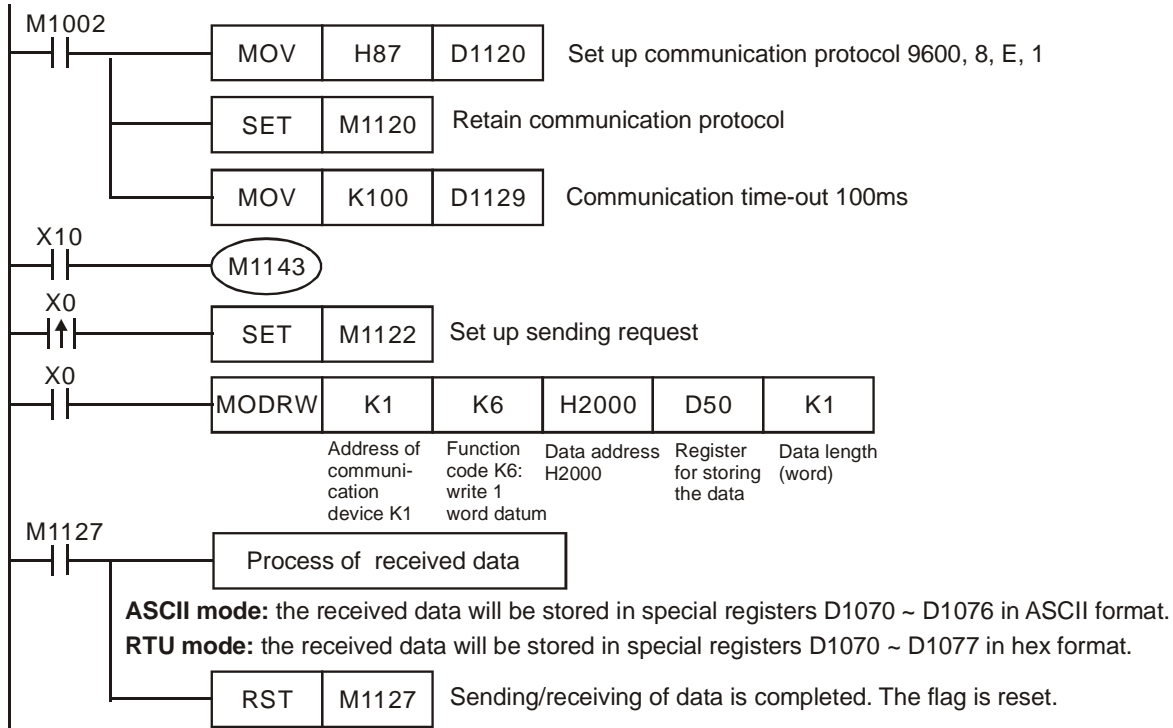 M1002
MOV H87 D1120 Set up communication protocol 9600, 8, E, 1
SET M1120 Retain communication protocol
MOV K100 D1129 Communication time-out 100ms
X10
M1143
X0
SET M1122 Set up sending request
X0
MODRW K1 K6 H2000 D50 K1
Address of communi-cation device K1
Function code K6: write 1 word datum
Data address H2000
Register for storing the data
Data length (word)
M1127
Process of received data
ASCII mode: the received data will be stored in special registers D1070 ~ D1076 in ASCII format.
RTU mode: the received data will be stored in special registers D1070 ~ D1077 in hex format.
RST M1127 Sending/receiving of data is completed. The flag is reset.